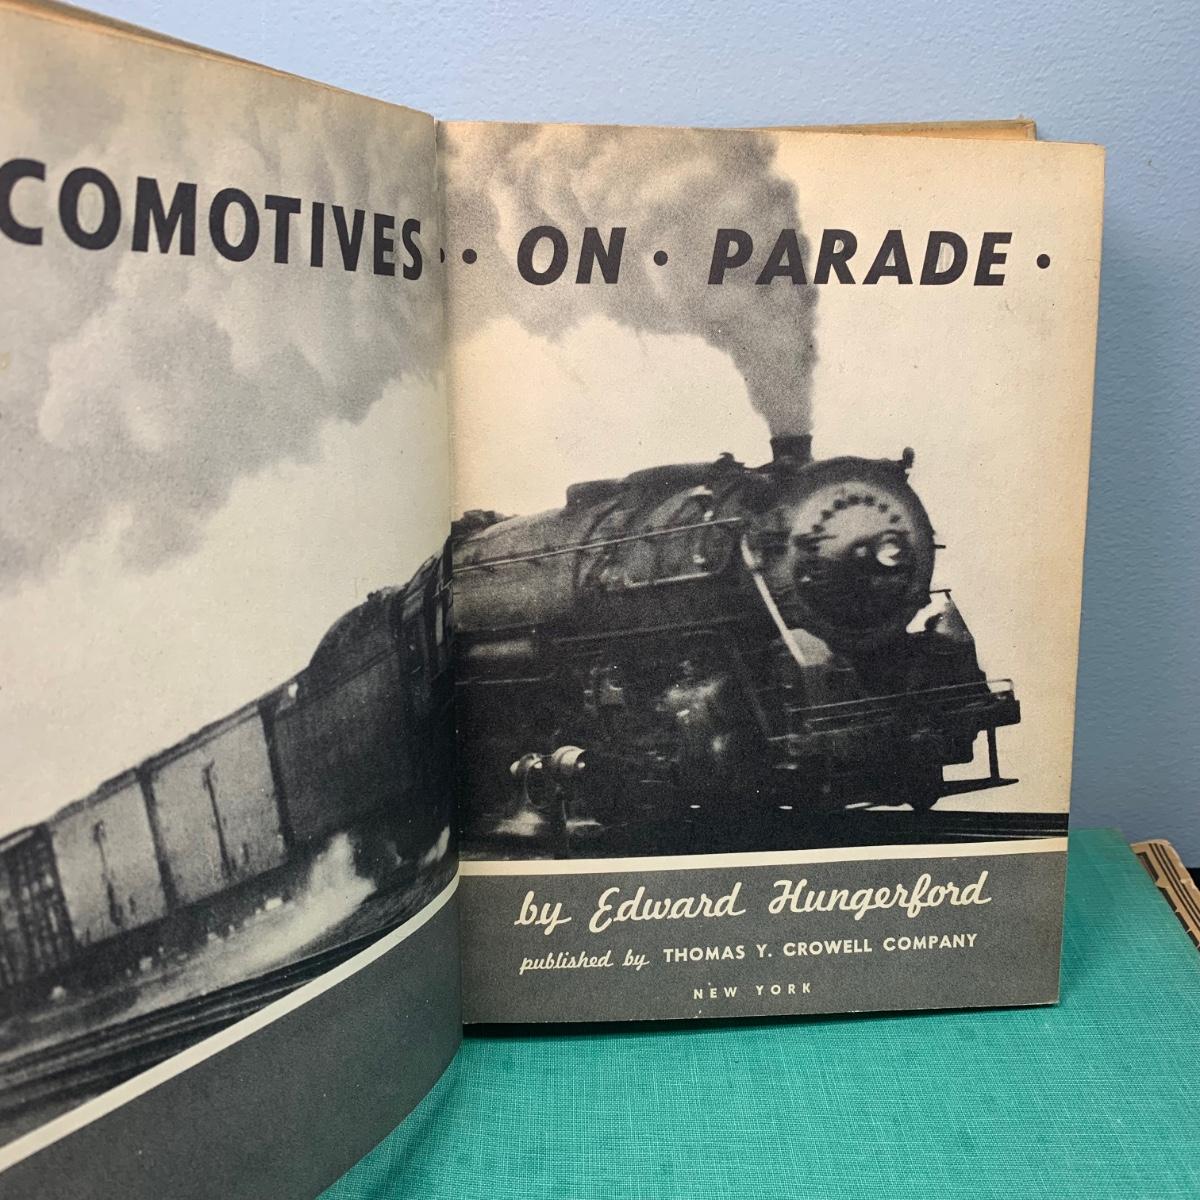 COMOTIVES · · ON · PARADE ·
by Edward Hungerford
published by THOMAS Y. CROWELL COMPANY
NEW YORK